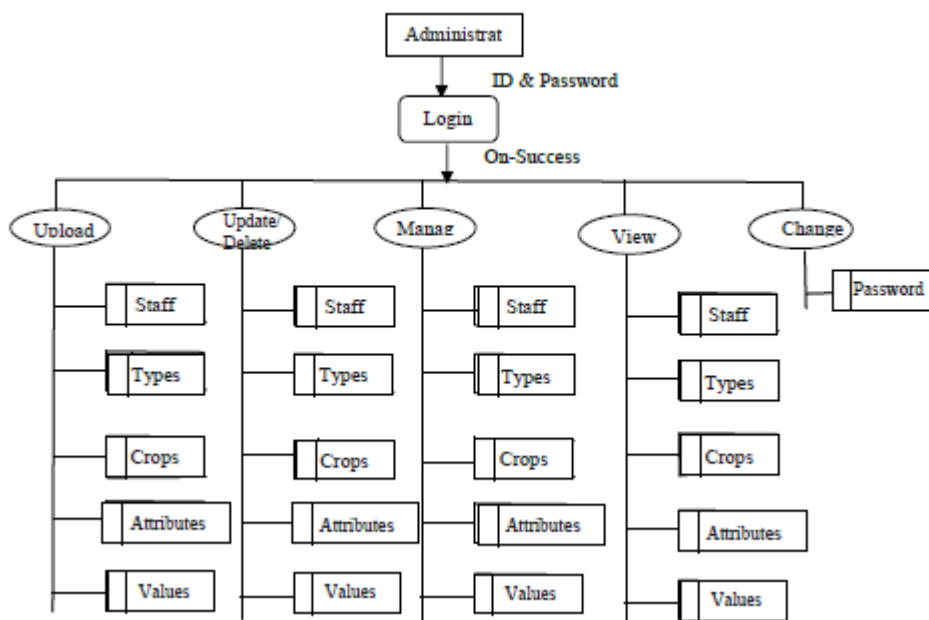 Administrat
ID & Password
Login
On-Success
Upload
Update/
Delete
Manag
View
Change
Staff
Types
Crops
Attributes
Values
Staff
Types
Crops
Attributes
Values
Staff
Types
Crops
Attributes
Values
Staff
Types
Crops
Attributes
Values
Password